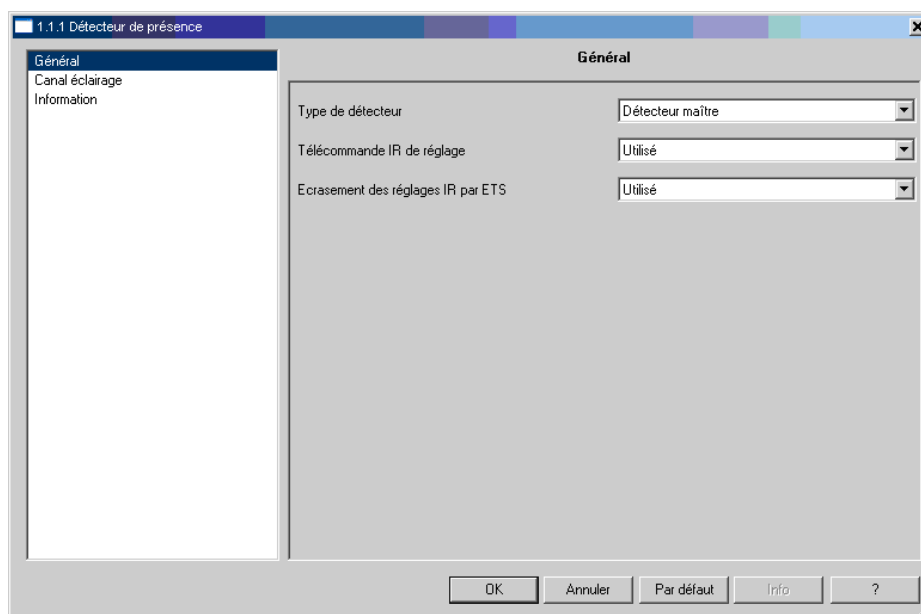 1.1.1 Détecteur de présence
Général
Canal éclairage
Information
Général
Type de détecteur
Détecteur maître
Télécommande IR de réglage
Utilisé
Ecrasement des réglages IR par ETS
Utilisé
OK
Annuler
Par défaut
Info
?